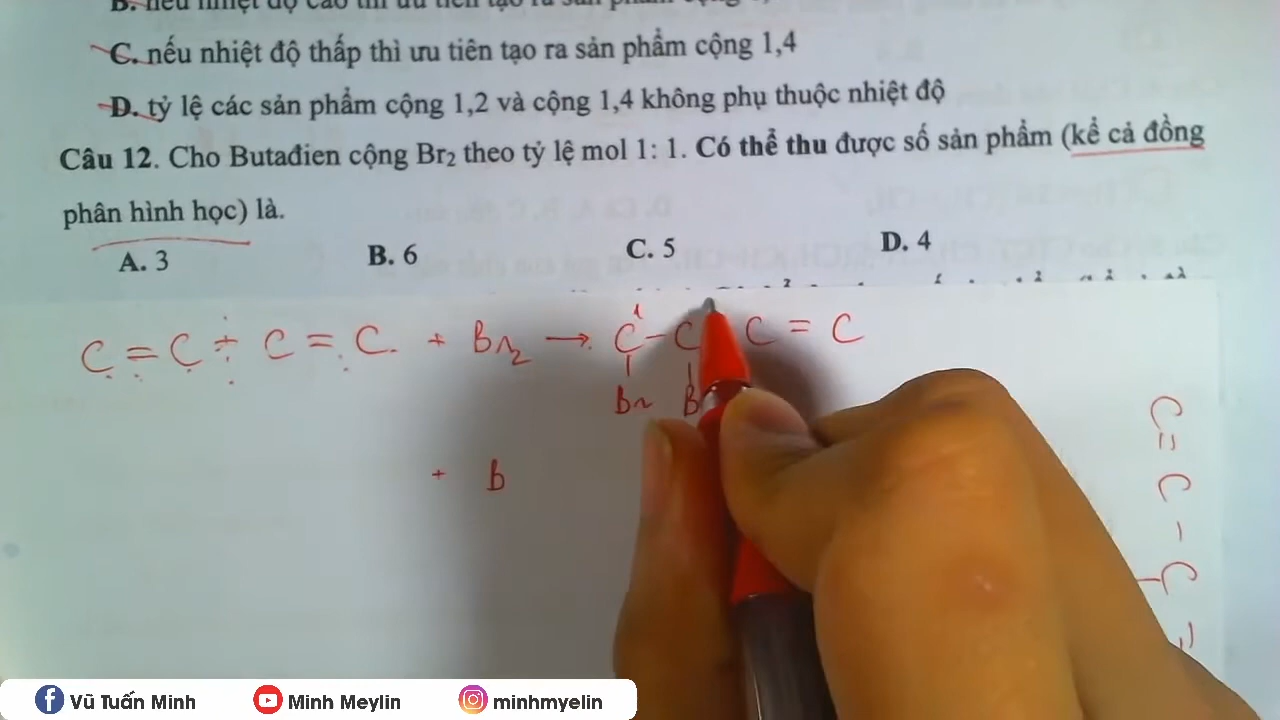 C. nếu nhiệt độ thấp thì ưu tiên tạo ra sản phẩm cộng 1,4
D. tỷ lệ các sản phẩm cộng 1,2 và cộng 1,4 không phụ thuộc nhiệt độ
Câu 12. Cho Butađien cộng Br₂ theo tỷ lệ mol 1: 1. Có thể thu được số sản phẩm (kể cả đồng
phân hình học) là.
A. 3 B. 6 C. 5 D. 4
C = C - C = C + Br₂ → C - C C = C
1
Br B
+ b
C = C - C =
Vũ Tuấn Minh Minh Meylin minhmyelin